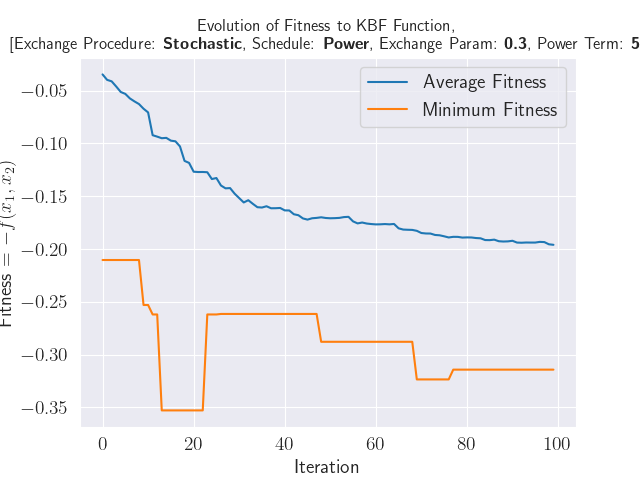 Evolution of Fitness to KBF Function,
[Exchange Procedure: Stochastic, Schedule: Power, Exchange Param: 0.3, Power Term: 5
Average Fitness
Minimum Fitness
−0.05
−0.10
−0.15
−0.20
−0.25
−0.30
−0.35
Fitness = −f(x₁, x₂)
0 20 40 60 80 100
Iteration